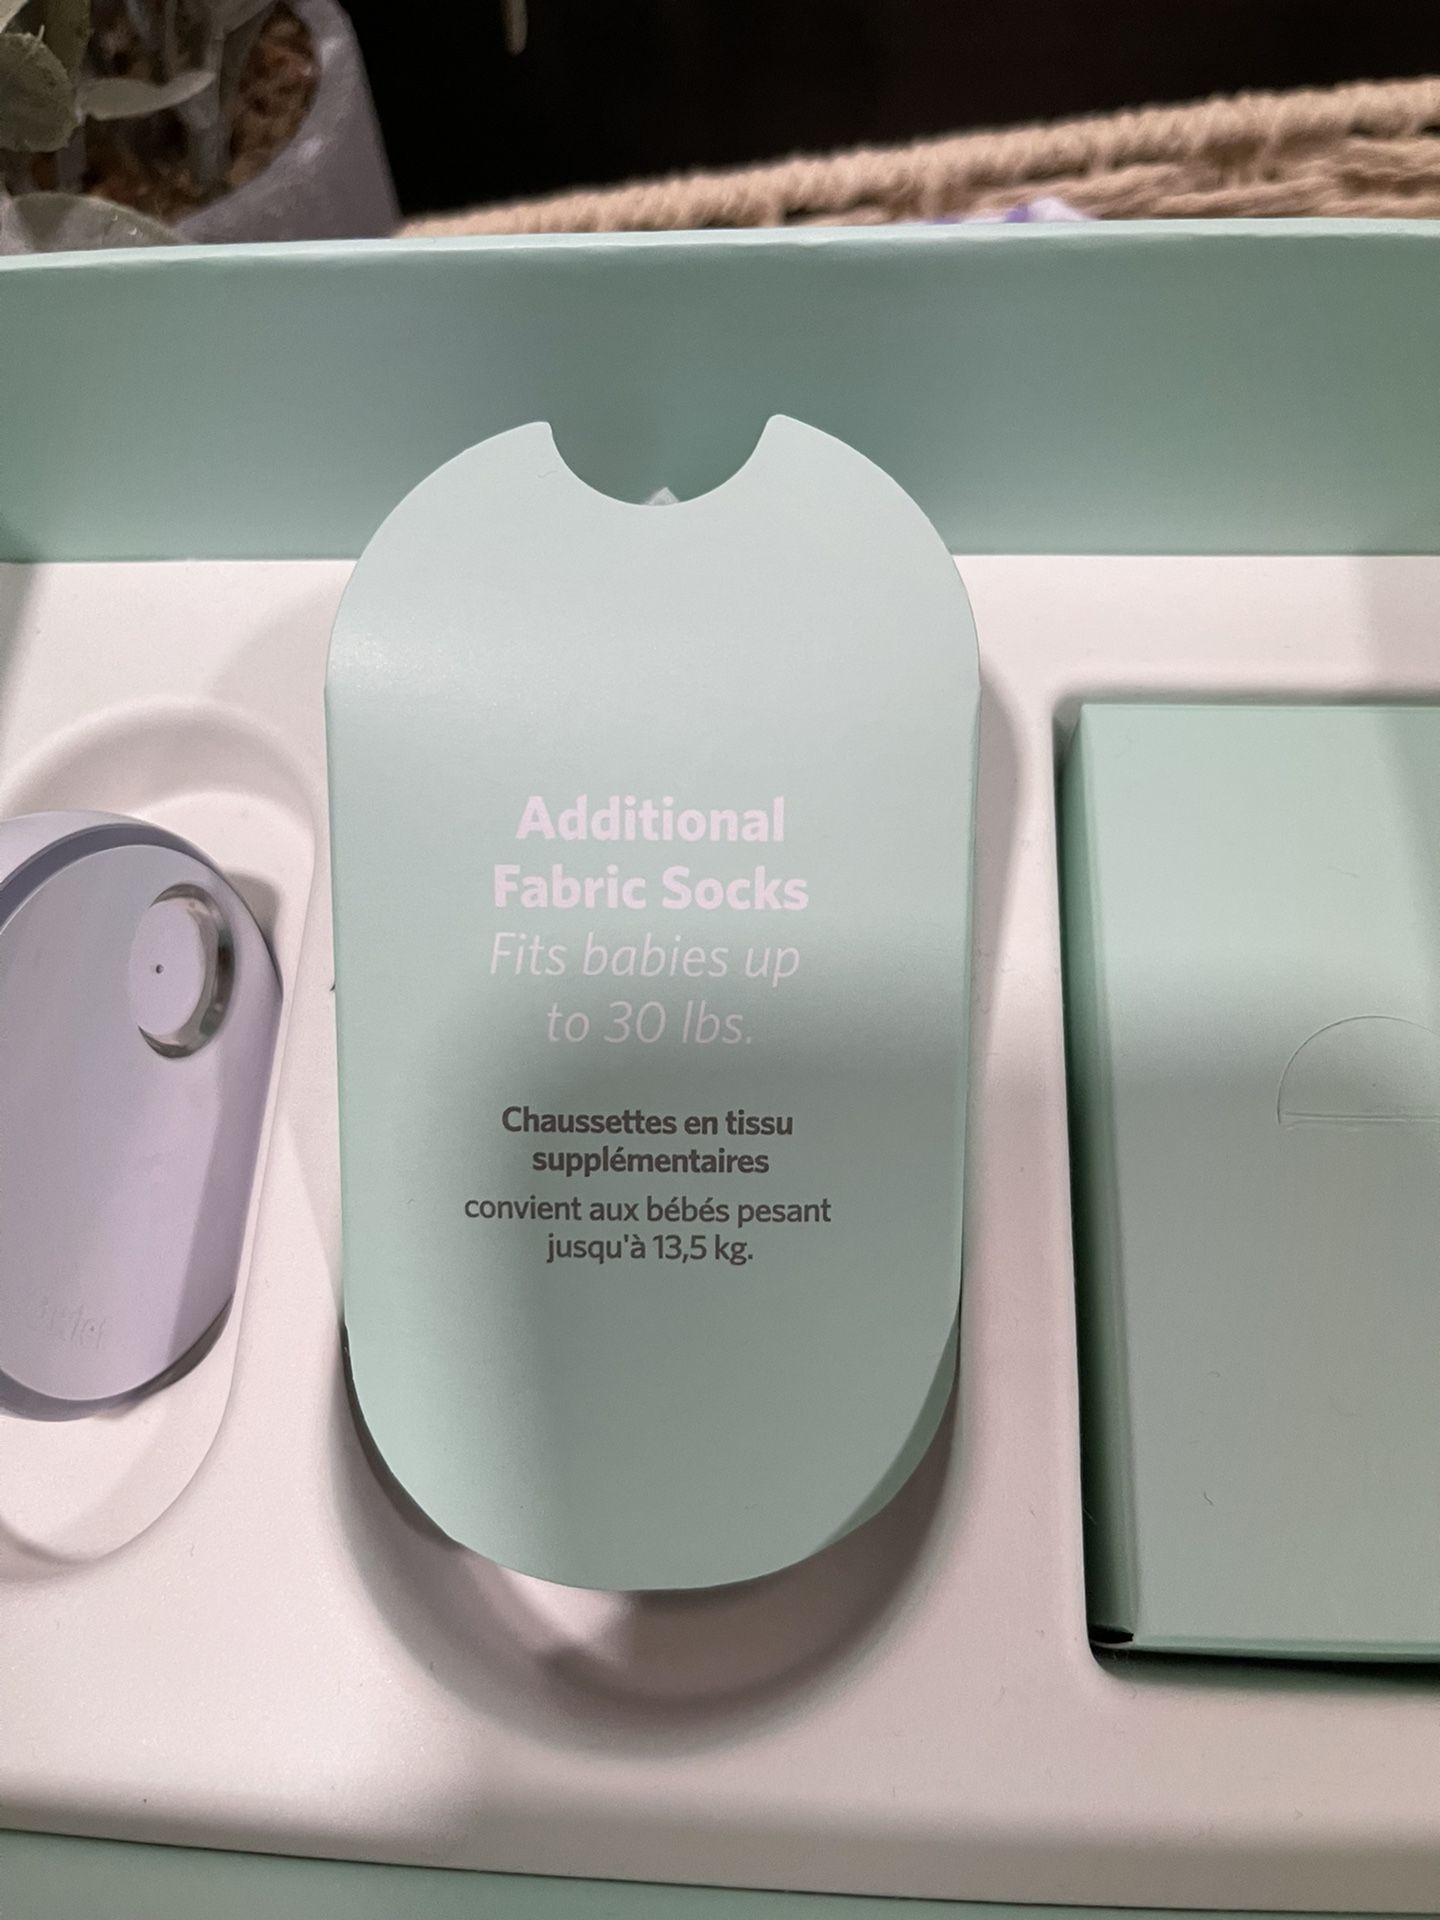 Additional
Fabric Socks
Fits babies up
to 30 lbs.
Chaussettes en tissu
supplémentaires
convient aux bébés pesant
jusqu'à 13,5 kg.